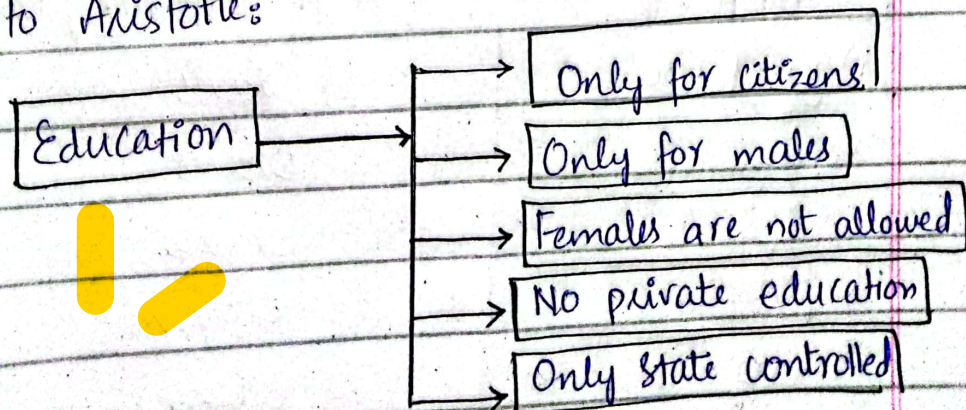 to Aristotle:
Education
Only for citizens.
Only for males
Females are not allowed
No private education
Only state controlled